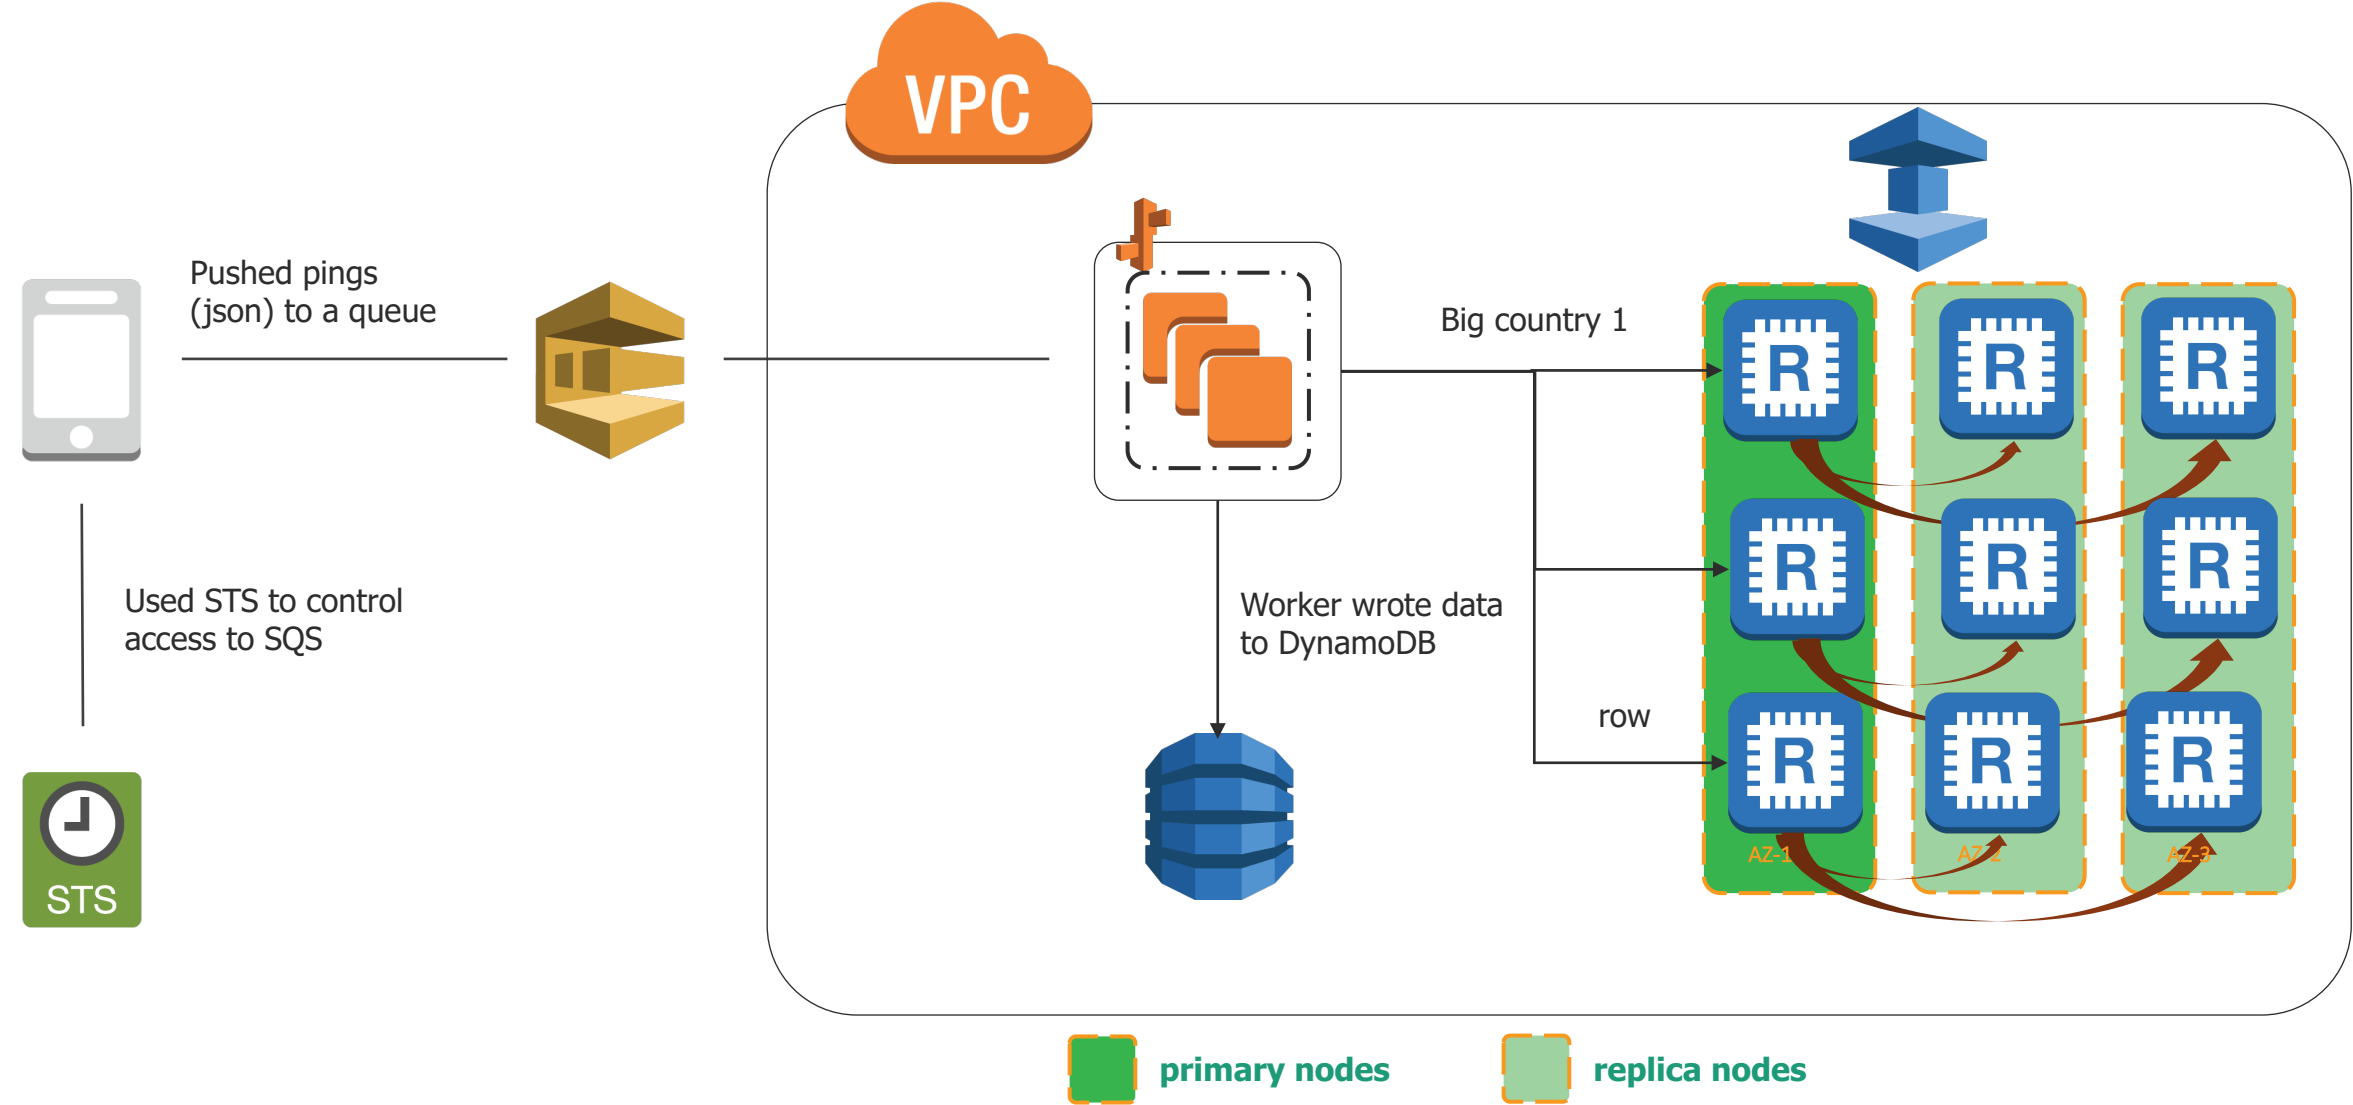 VPC
Pushed pings
(json) to a queue
Big country 1
R
R
R
Used STS to control
access to SQS
R
R
R
Worker wrote data
to DynamoDB
row
R
R
R
STS
AZ-1
AZ-2
AZ-3
primary nodes
replica nodes